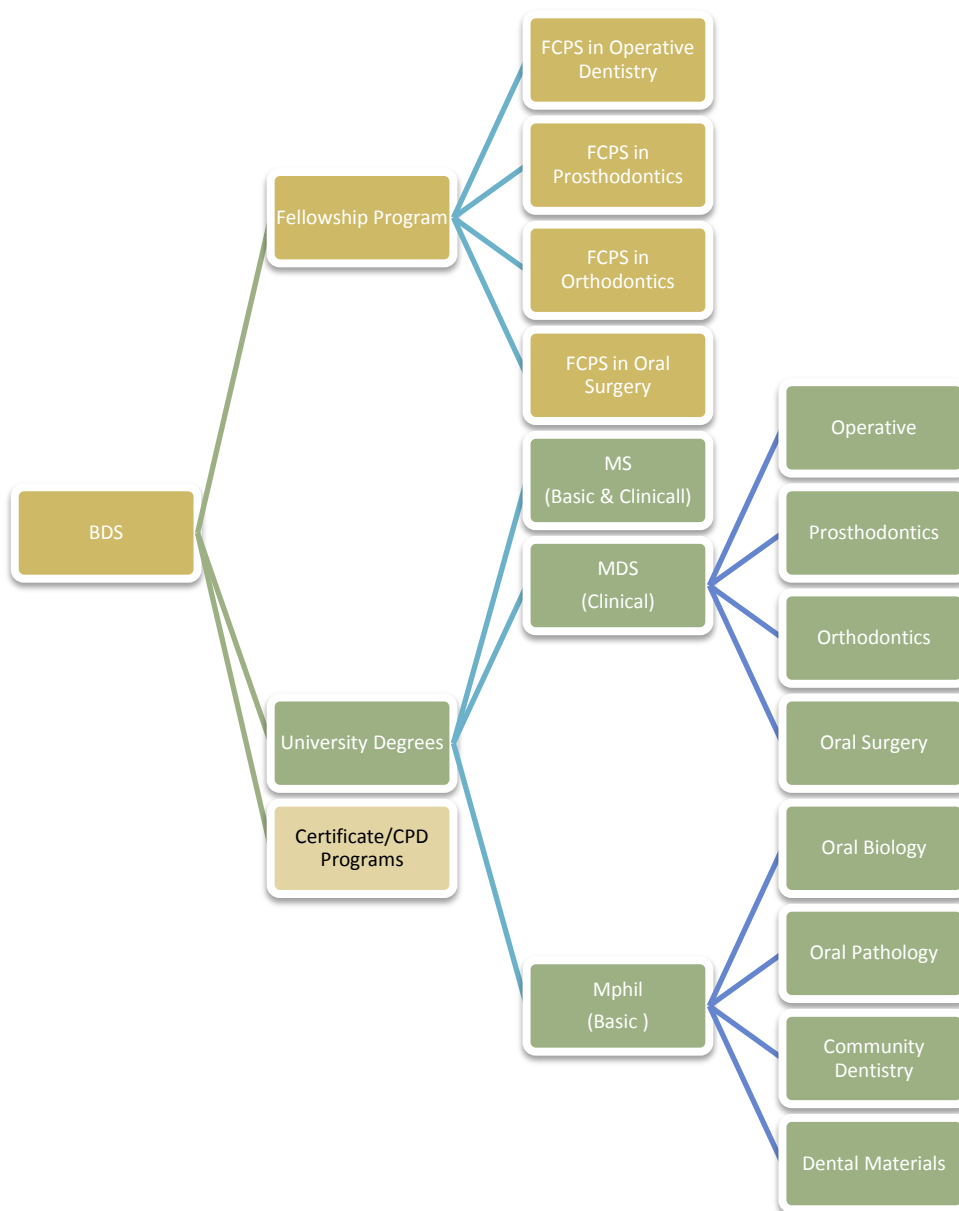 FCPS in Operative
Dentistry
FCPS in
Prosthodontics
Fellowship Program
FCPS in
Orthodontics
FCPS in Oral
Surgery
Operative
MS
(Basic & Clinicall)
BDS
Prosthodontics
MDS
(Clinical)
Orthodontics
University Degrees
Oral Surgery
Certificate/CPD
Programs
Oral Biology
Oral Pathology
Mphil
(Basic )
Community
Dentistry
Dental Materials